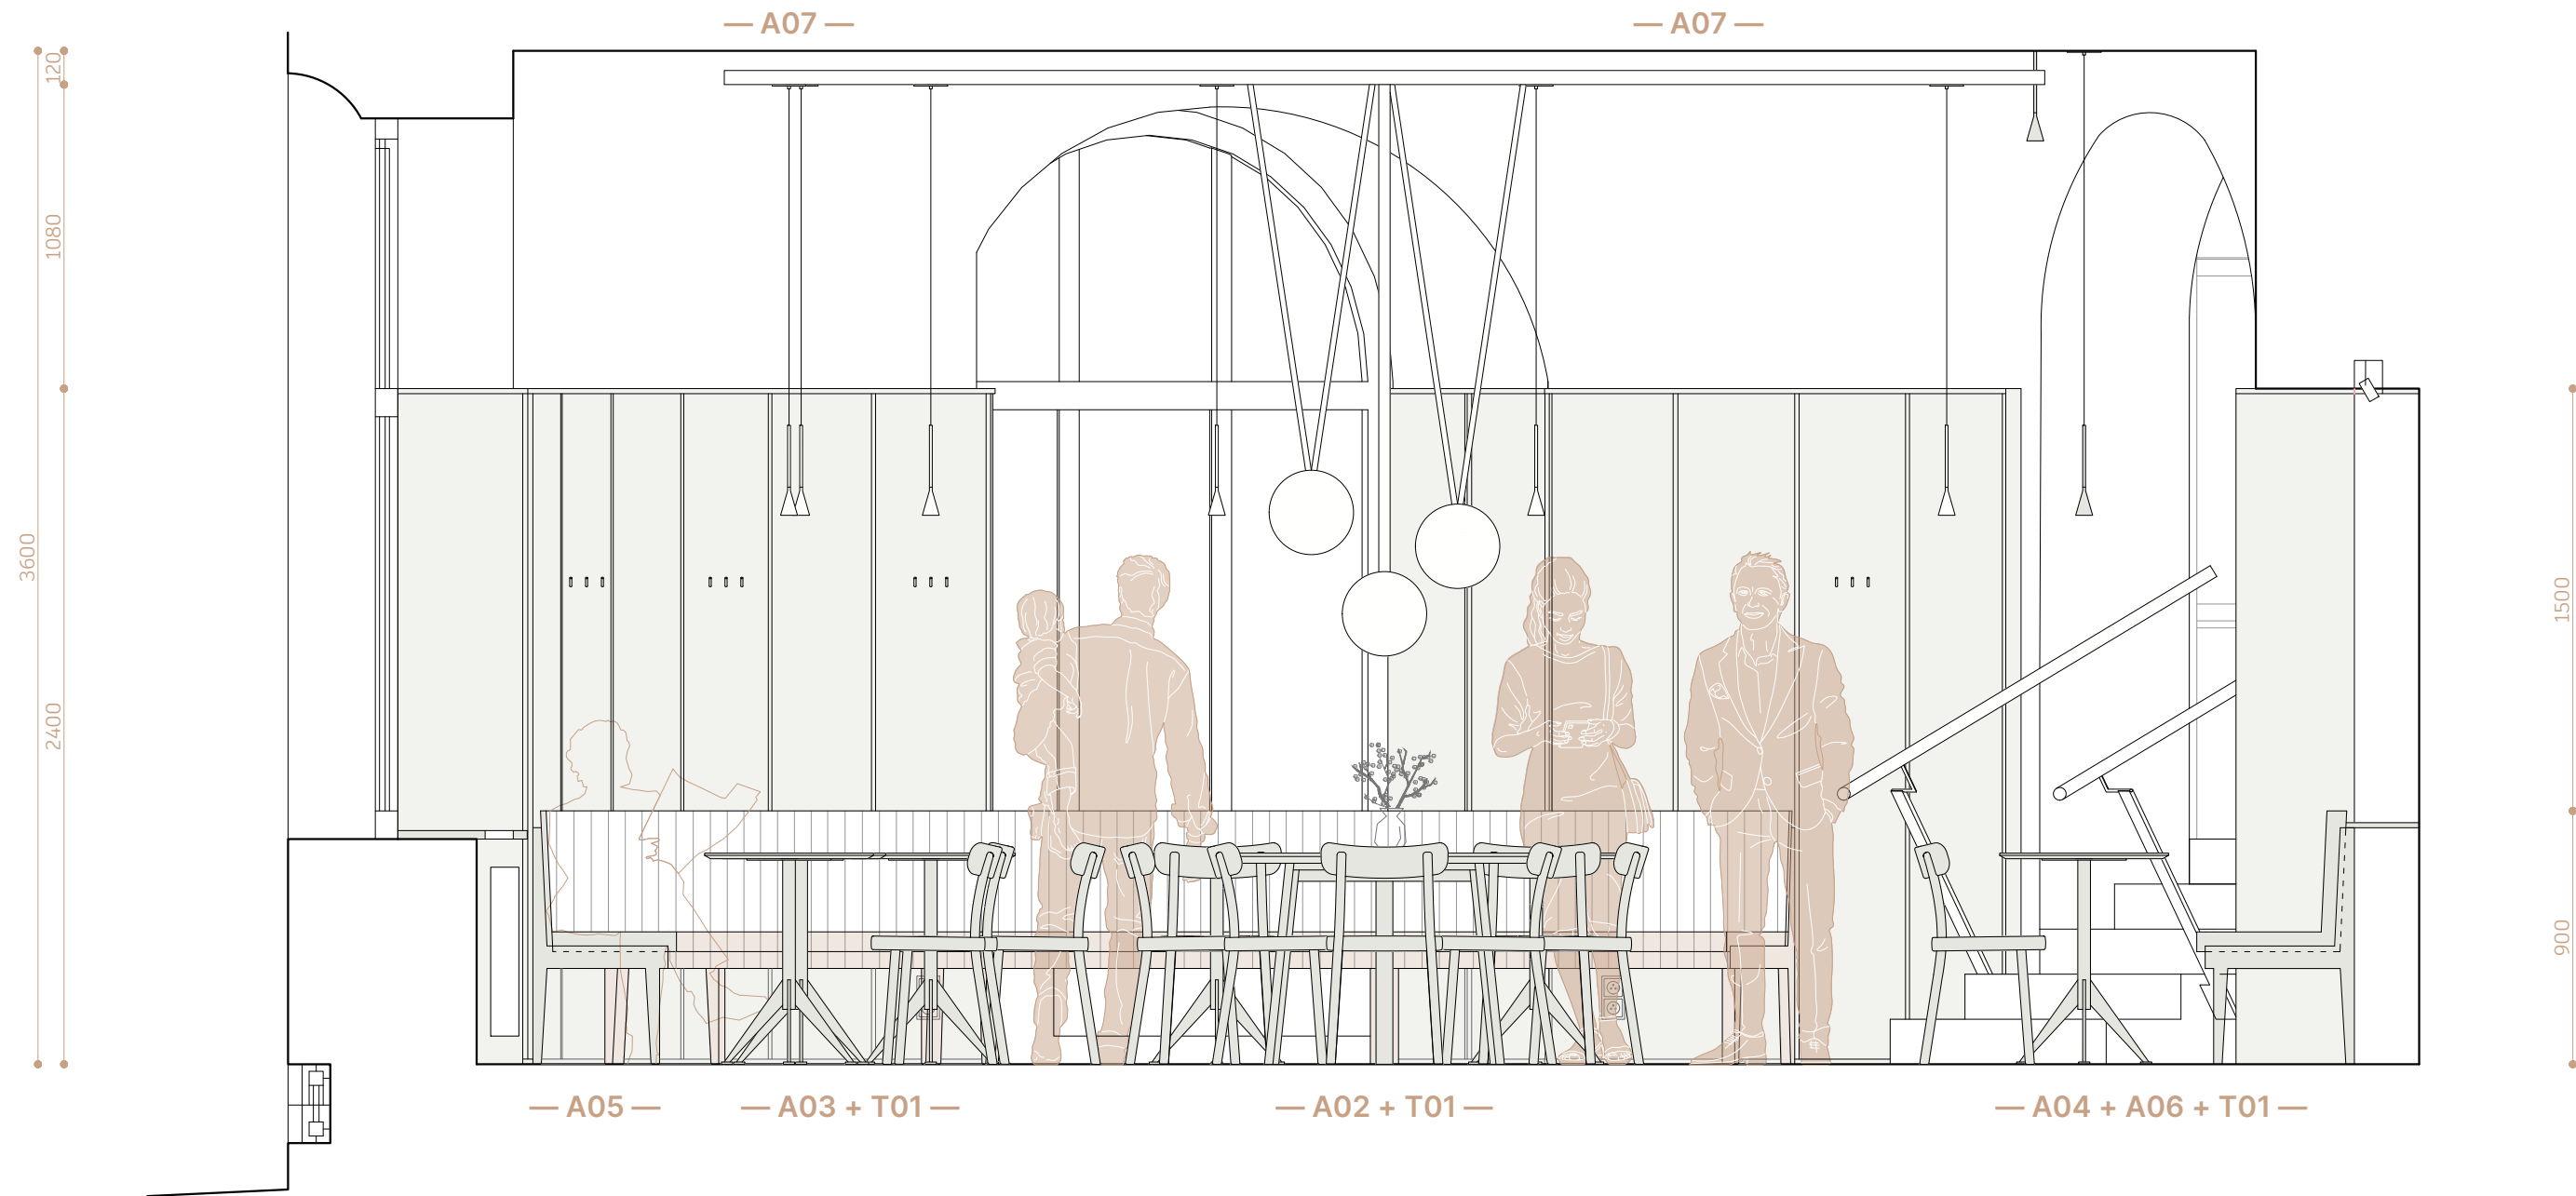 — A07 —
— A07 —
120
1080
3600
2400
1500
900
— A05 —
— A03 + T01 —
— A02 + T01 —
— A04 + A06 + T01 —